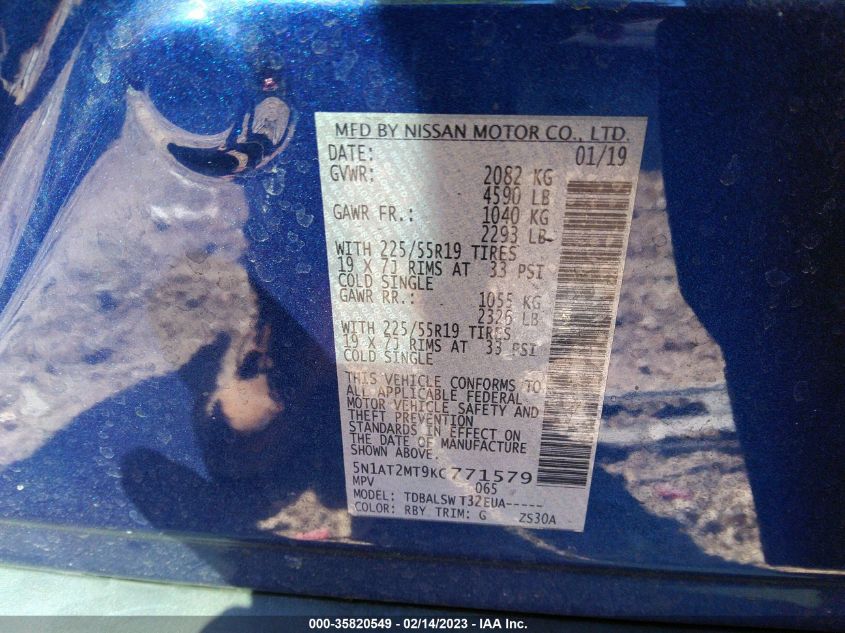 MFD BY NISSAN MOTOR CO., LTD.
DATE: 01/19
GVWR: 2082 KG
4590 LB
GAWR FR.: 1040 KG
2293 LB
WITH 225/55R19 TIRES
19 X 7J RIMS AT 33 PSI
COLD SINGLE
GAWR RR.: 1055 KG
2326 LB
WITH 225/55R19 TIRES
19 X 7J RIMS AT 33 PSI
COLD SINGLE
THIS VEHICLE CONFORMS TO
ALL APPLICABLE FEDERAL
MOTOR VEHICLE SAFETY AND
THEFT PREVENTION
STANDARDS IN EFFECT ON
THE DATE OF MANUFACTURE
SHOWN ABOVE.
5N1AT2MT9KC771579
MPV 065
MODEL: TDBALSW T32EUA-----
COLOR: RBY TRIM: G ZS30A
000-35820549 - 02/14/2023 - IAA Inc.